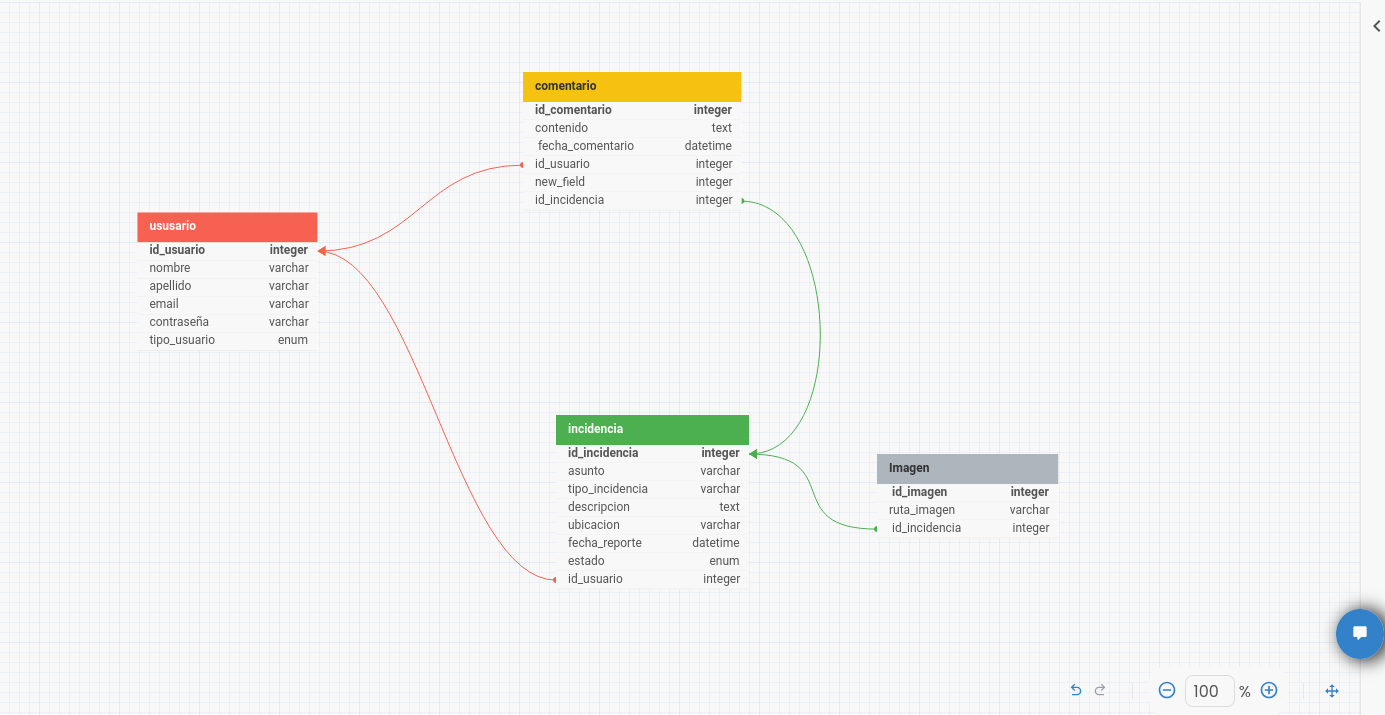 comentario
id_comentario integer
contenido text
fecha_comentario datetime
id_usuario integer
new_field integer
id_incidencia integer
ususario
id_usuario integer
nombre varchar
apellido varchar
email varchar
contraseña varchar
tipo_usuario enum
incidencia
id_incidencia integer
asunto varchar
tipo_incidencia varchar
descripcion text
ubicacion varchar
fecha_reporte datetime
estado enum
id_usuario integer
Imagen
id_imagen integer
ruta_imagen varchar
id_incidencia integer
100 %